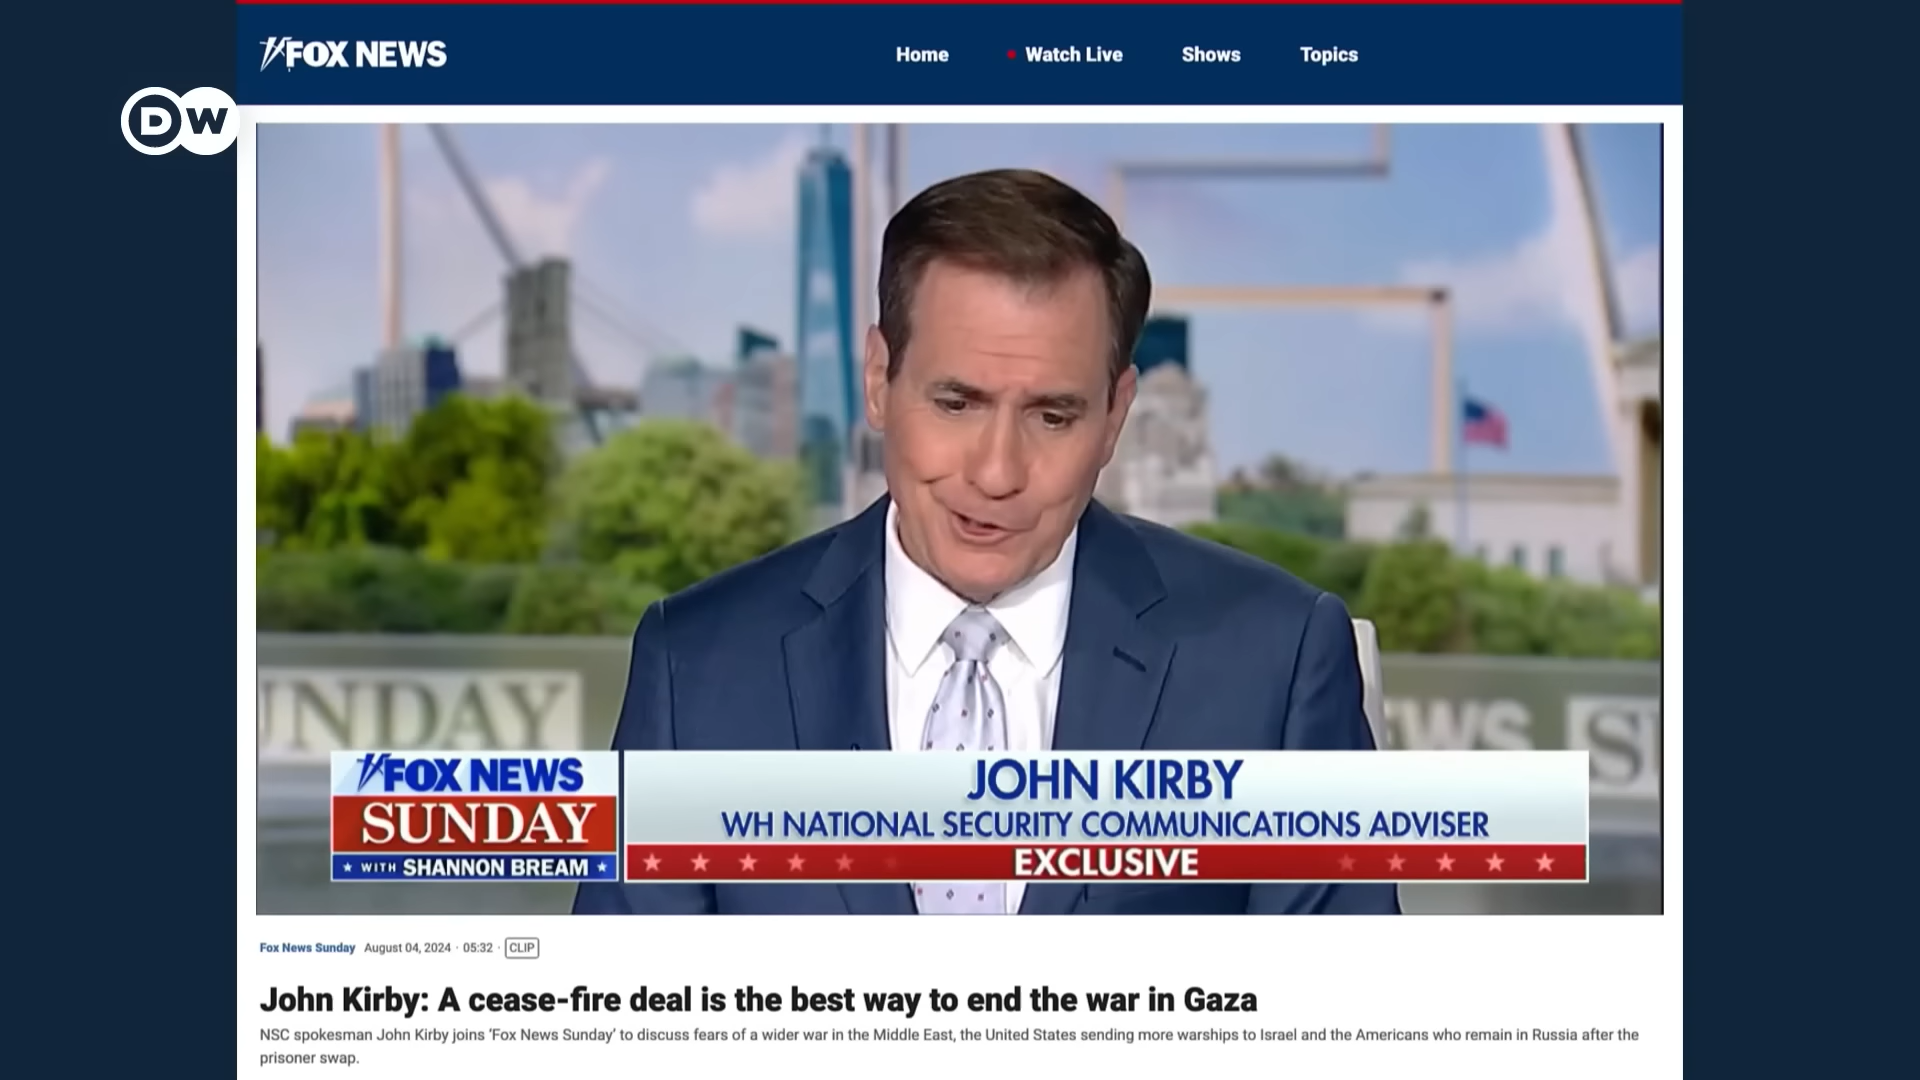 FOX NEWS
Home
Watch Live
Shows
Topics
DW
UNDAY
EWS
S
FOX NEWS
SUNDAY
WITH SHANNON BREAM
JOHN KIRBY
WH NATIONAL SECURITY COMMUNICATIONS ADVISER
EXCLUSIVE
Fox News Sunday August 04, 2024 · 05:32 · CLIP
John Kirby: A cease-fire deal is the best way to end the war in Gaza
NSC spokesman John Kirby joins 'Fox News Sunday' to discuss fears of a wider war in the Middle East, the United States sending more warships to Israel and the Americans who remain in Russia after the
prisoner swap.